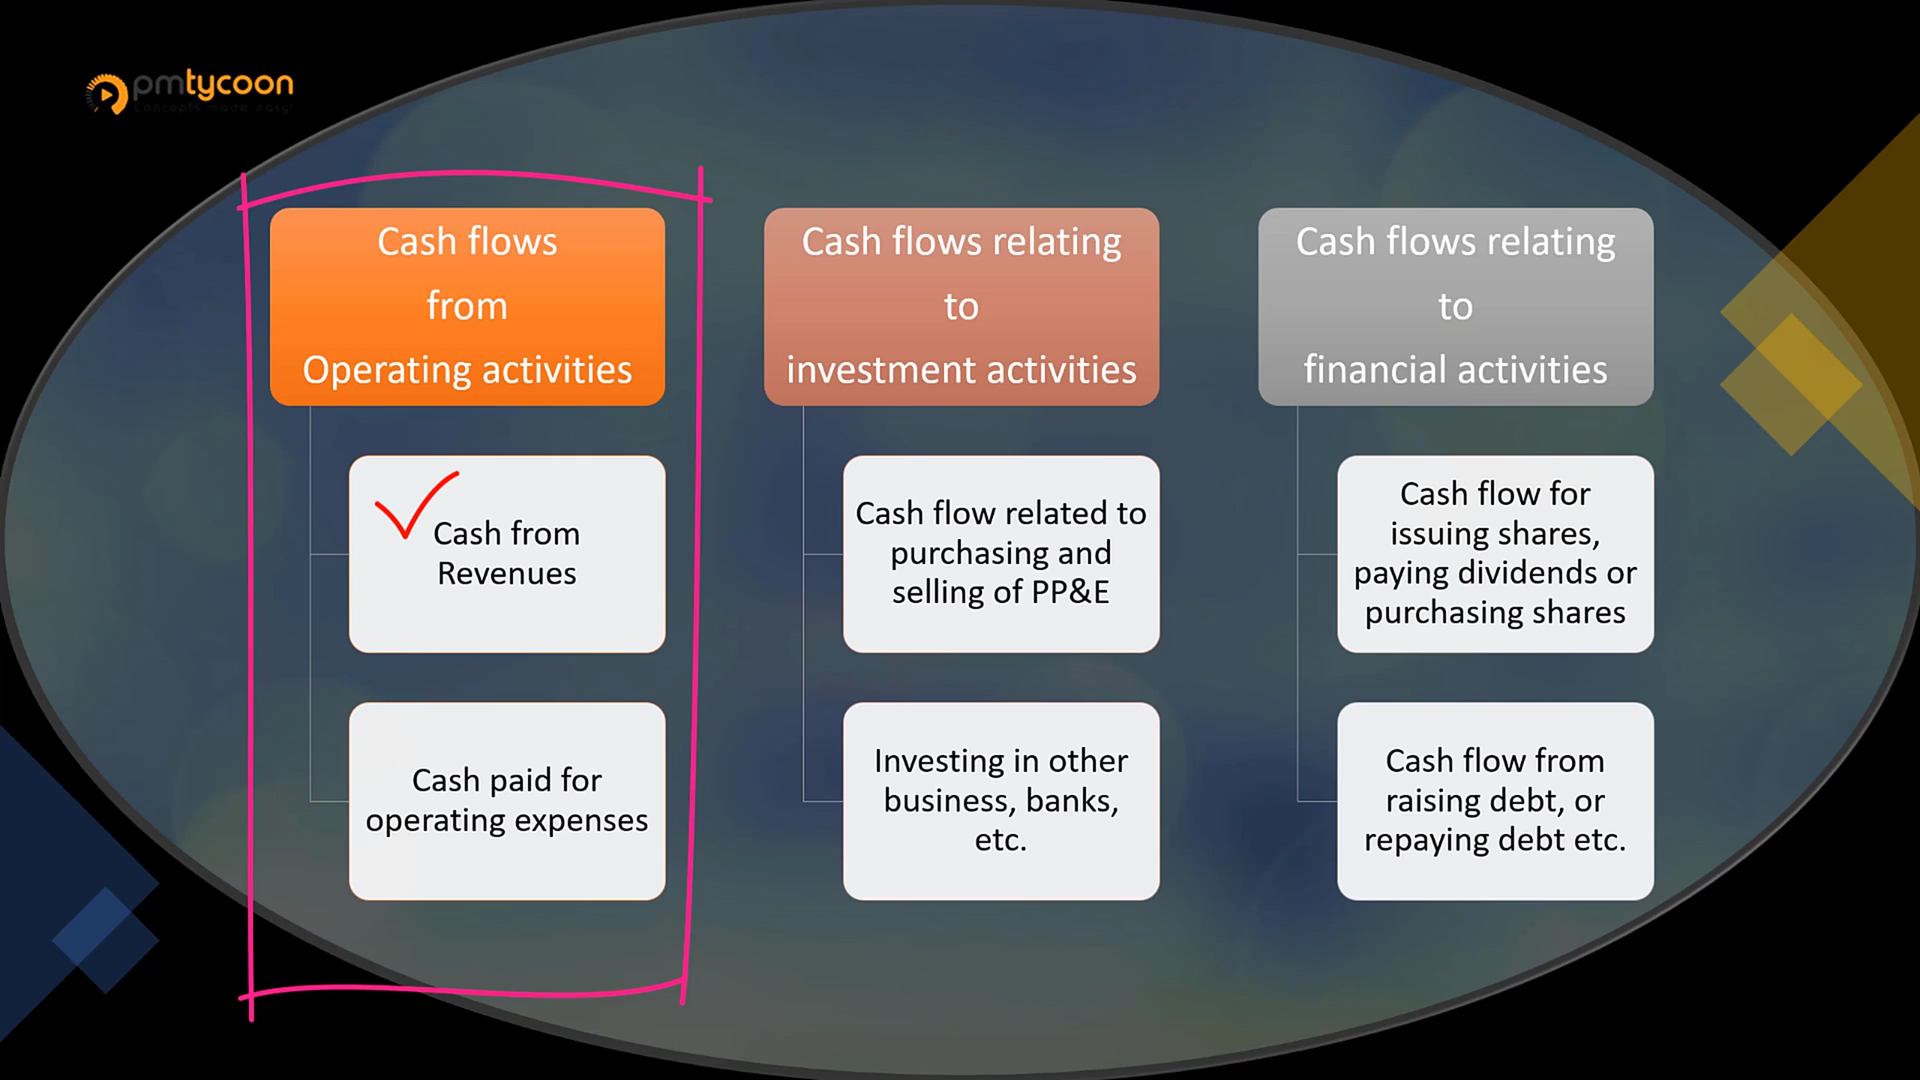 pmtycoon
Concepts made easy!
Cash flows
from
Operating activities
Cash from
Revenues
Cash paid for
operating expenses
Cash flows relating
to
investment activities
Cash flow related to
purchasing and
selling of PP&E
Investing in other
business, banks,
etc.
Cash flows relating
to
financial activities
Cash flow for
issuing shares,
paying dividends or
purchasing shares
Cash flow from
raising debt, or
repaying debt etc.